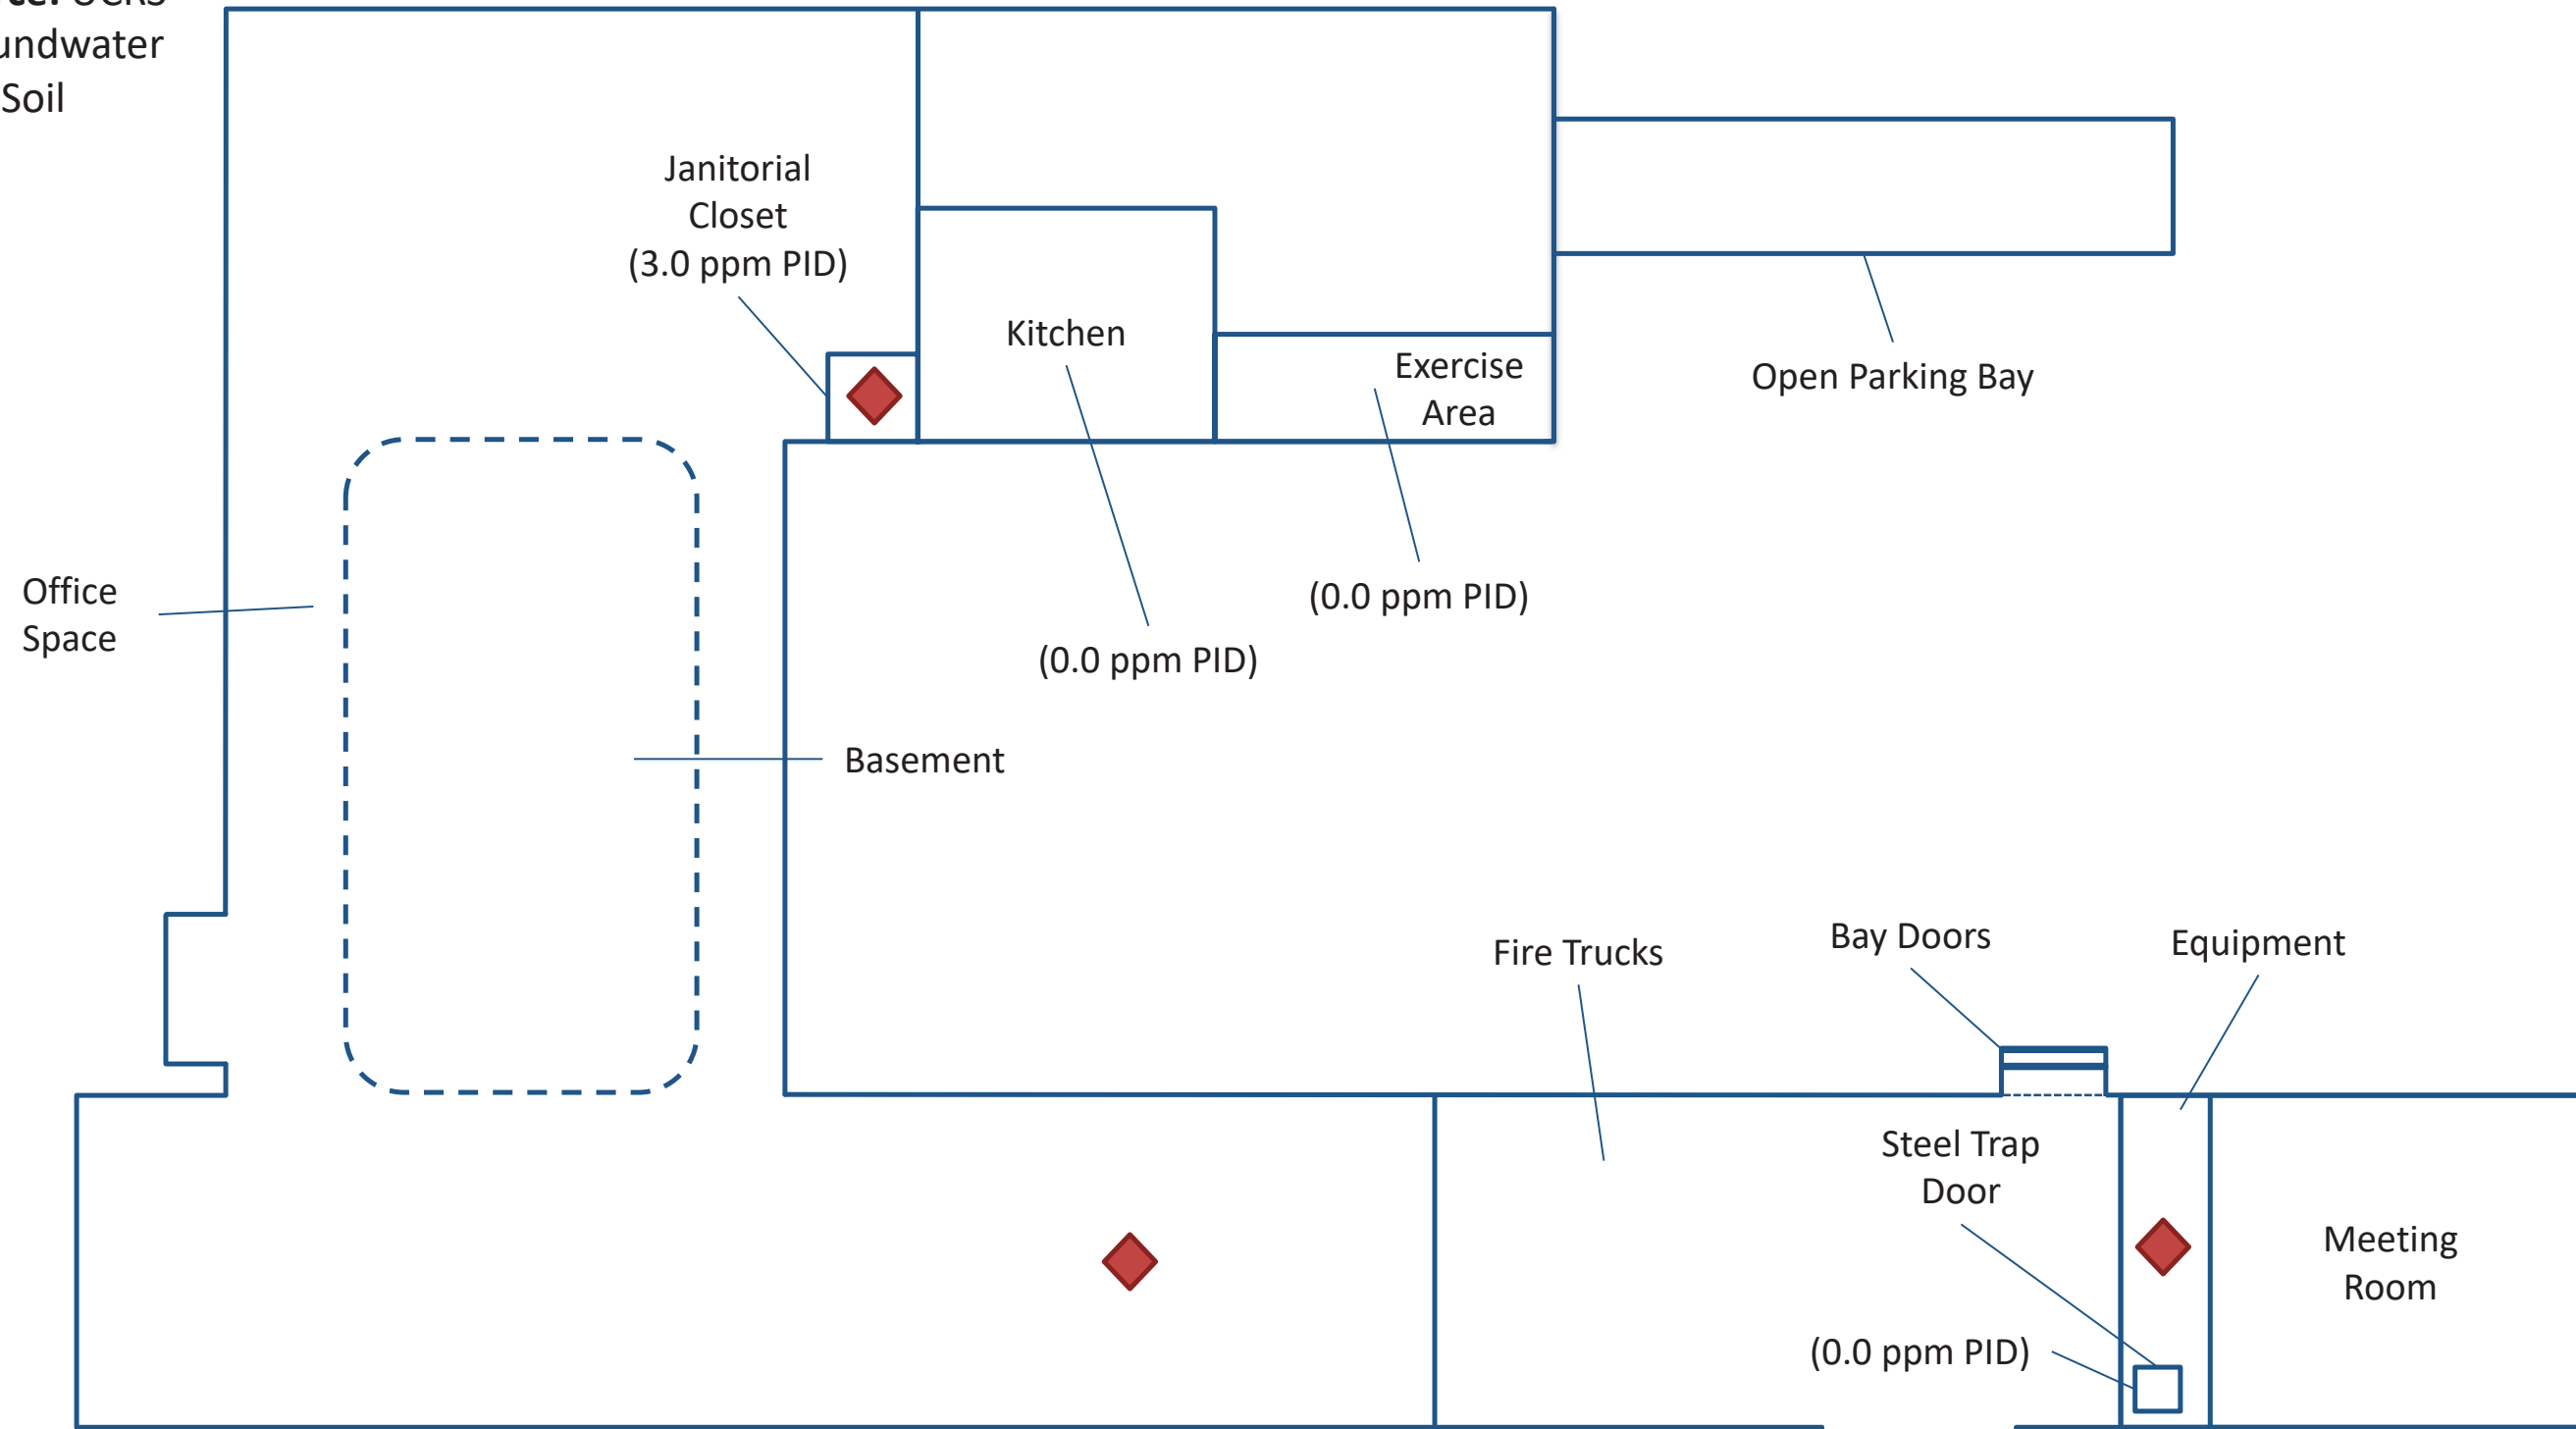 Groundwater
Soil
Janitorial
Closet
(3.0 ppm PID)
Kitchen
Exercise
Area
Open Parking Bay
Office
Space
(0.0 ppm PID)
(0.0 ppm PID)
Basement
Fire Trucks
Bay Doors
Equipment
Steel Trap
Door
Meeting
Room
(0.0 ppm PID)